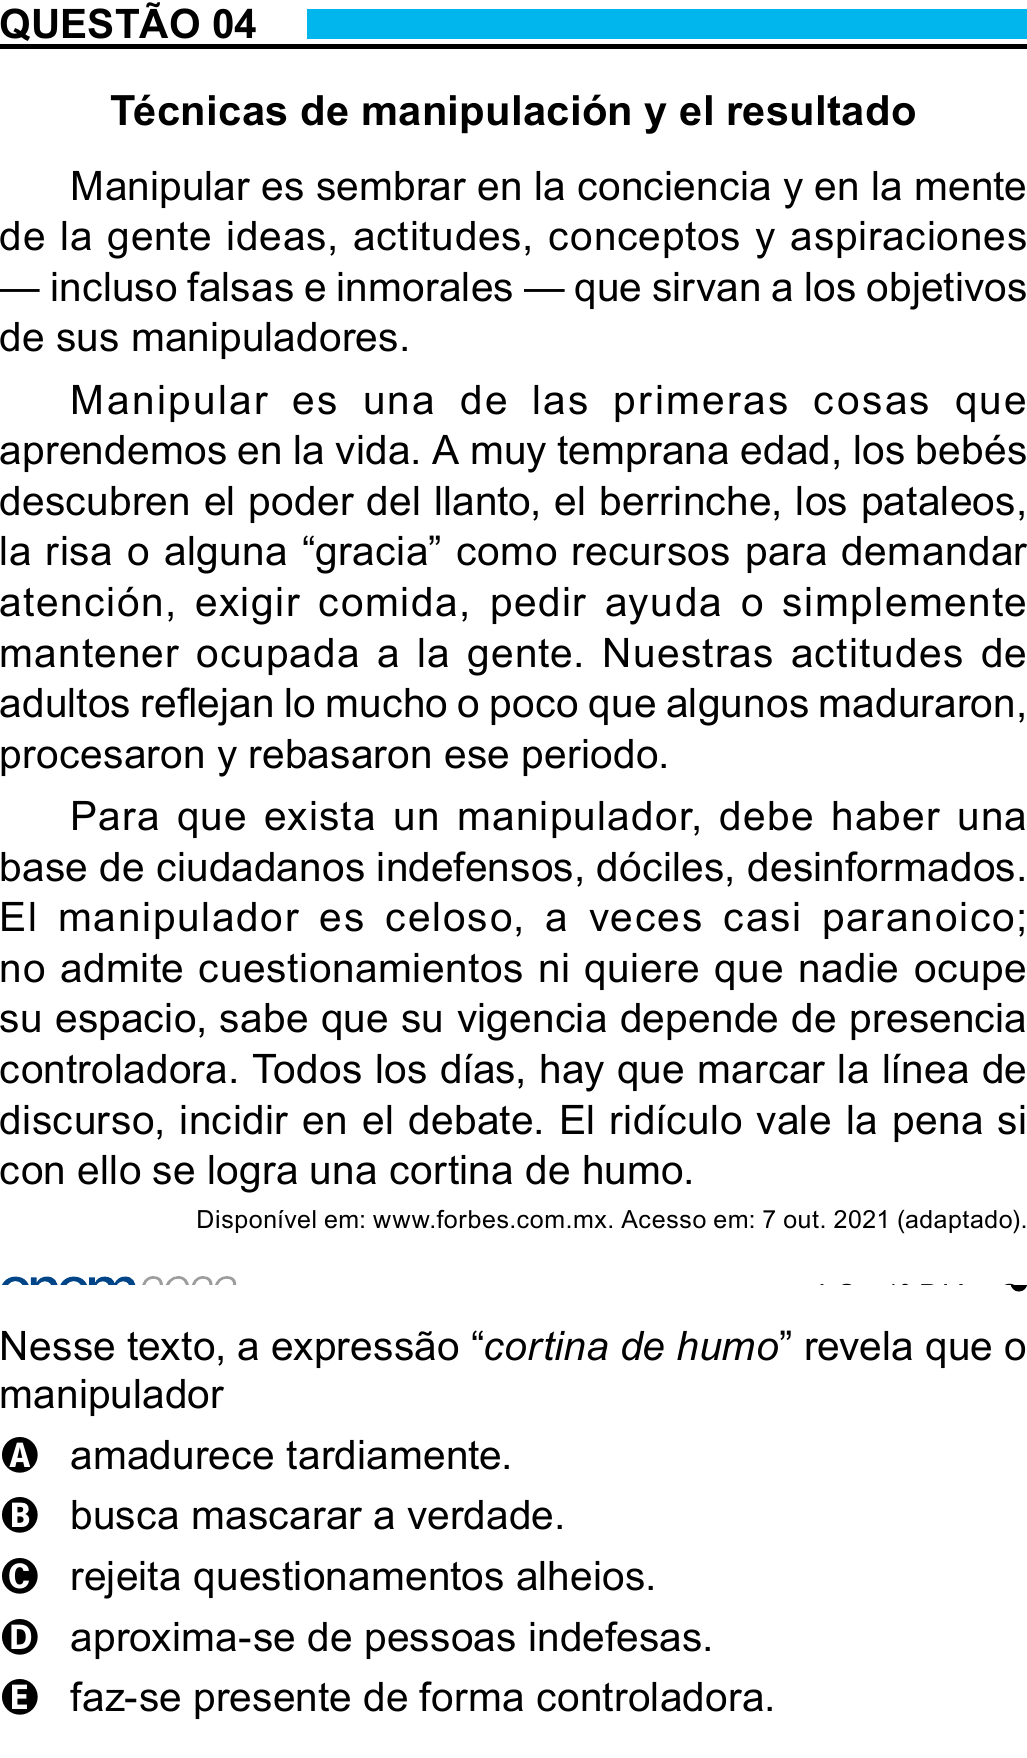 QUESTÃO 04
Técnicas de manipulación y el resultado
Manipular es sembrar en la conciencia y en la mente
de la gente ideas, actitudes, conceptos y aspiraciones
— incluso falsas e inmorales — que sirvan a los objetivos
de sus manipuladores.
Manipular es una de las primeras cosas que
aprendemos en la vida. A muy temprana edad, los bebés
descubren el poder del llanto, el berrinche, los pataleos,
la risa o alguna “gracia” como recursos para demandar
atención, exigir comida, pedir ayuda o simplemente
mantener ocupada a la gente. Nuestras actitudes de
adultos reflejan lo mucho o poco que algunos maduraron,
procesaron y rebasaron ese periodo.
Para que exista un manipulador, debe haber una
base de ciudadanos indefensos, dóciles, desinformados.
El manipulador es celoso, a veces casi paranoico;
no admite cuestionamientos ni quiere que nadie ocupe
su espacio, sabe que su vigencia depende de presencia
controladora. Todos los días, hay que marcar la línea de
discurso, incidir en el debate. El ridículo vale la pena si
con ello se logra una cortina de humo.
Disponível em: www.forbes.com.mx. Acesso em: 7 out. 2021 (adaptado).
Nesse texto, a expressão “cortina de humo” revela que o
manipulador
A amadurece tardiamente.
B busca mascarar a verdade.
C rejeita questionamentos alheios.
D aproxima-se de pessoas indefesas.
E faz-se presente de forma controladora.